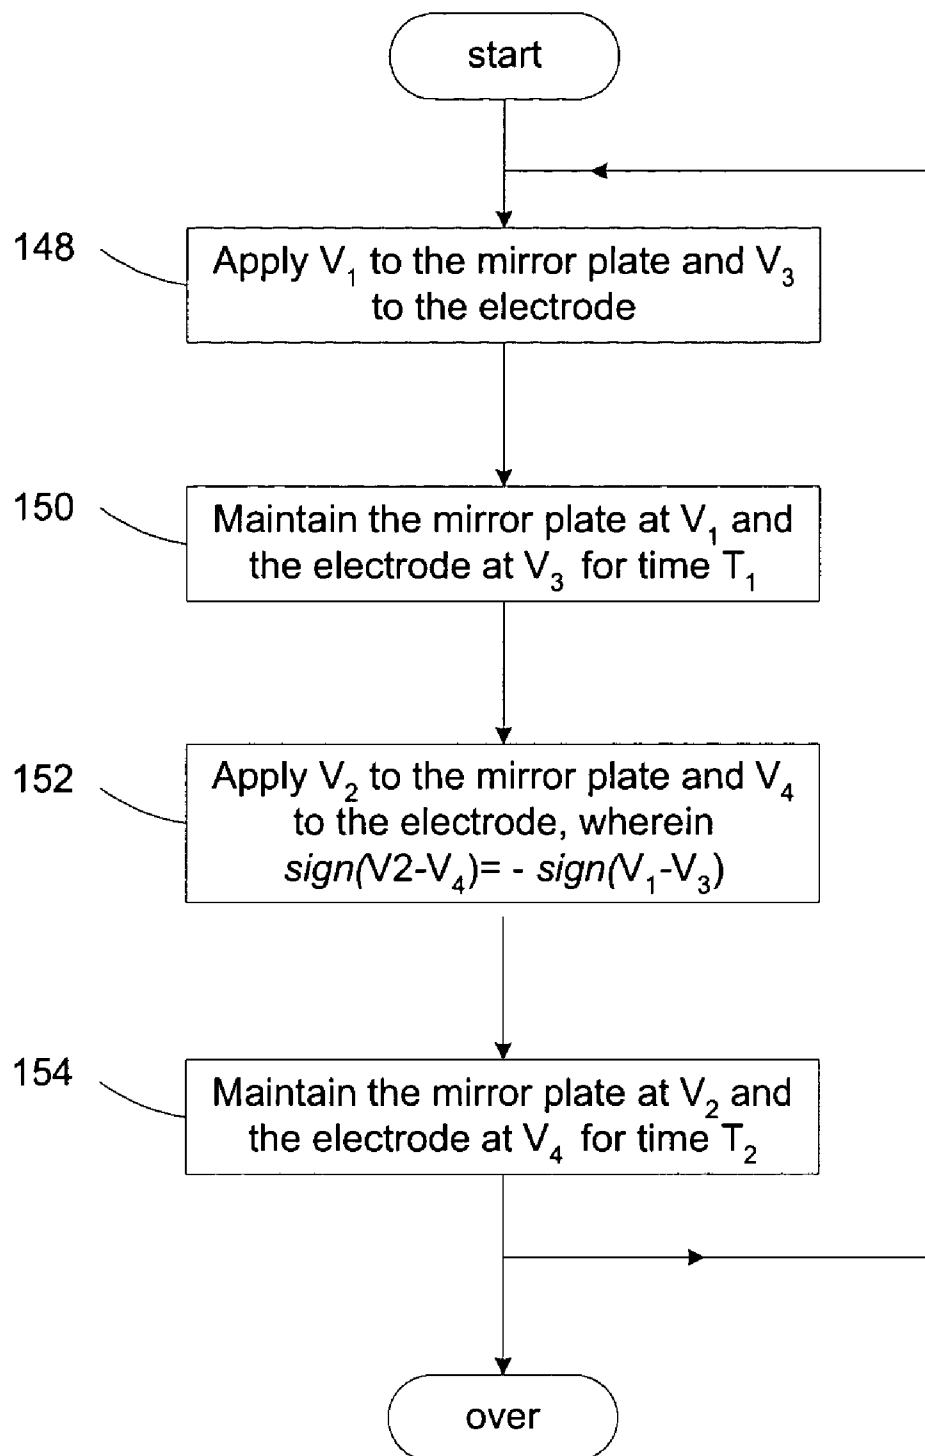 start
148
Apply V₁ to the mirror plate and V₃
to the electrode
150
Maintain the mirror plate at V₁ and
the electrode at V₃ for time T₁
152
Apply V₂ to the mirror plate and V₄
to the electrode, wherein
sign(V2-V₄)= - sign(V₁-V₃)
154
Maintain the mirror plate at V₂ and
the electrode at V₄ for time T₂
over